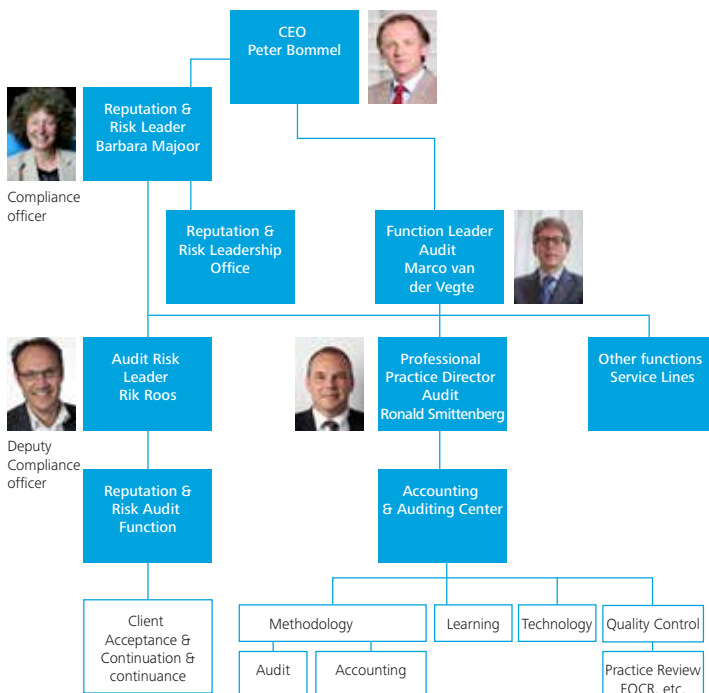 CEO
Peter Bommel
Reputation &
Risk Leader
Barbara Majoor
Compliance
officer
Reputation &
Risk Leadership
Office
Function Leader
Audit
Marco van
der Vegte
Audit Risk
Leader
Rik Roos
Deputy
Compliance
officer
Professional
Practice Director
Audit
Ronald Smittenberg
Other functions
Service Lines
Reputation &
Risk Audit
Function
Accounting
& Auditing Center
Client
Acceptance &
Continuation &
continuance
Methodology
Learning
Technology
Quality Control
Audit
Accounting
Practice Review
EQCR, etc.